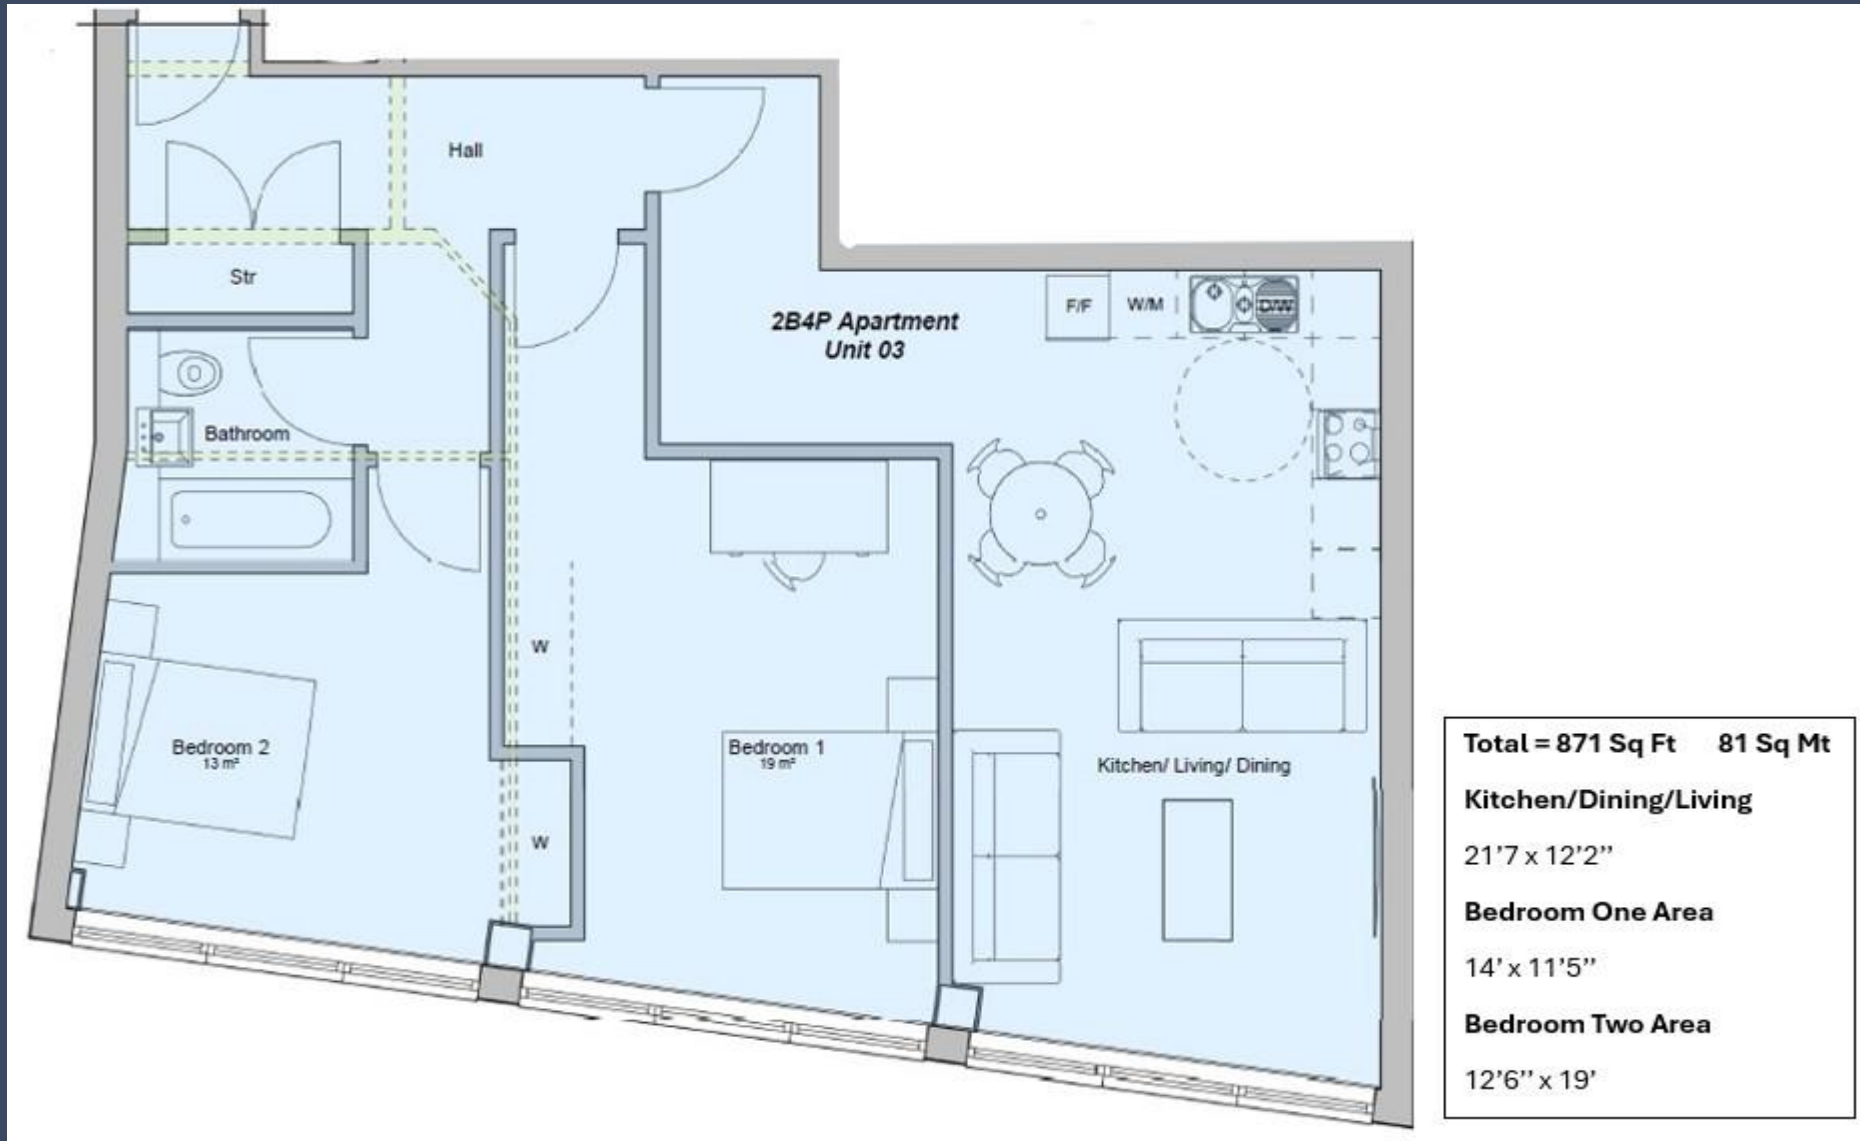 Hall
Str
2B4P Apartment
Unit 03
F/F
W/M
D/W
Bathroom
W
Bedroom 2
13 m²
Bedroom 1
19 m²
Kitchen/ Living/ Dining
W
Total = 871 Sq Ft 81 Sq Mt
Kitchen/Dining/Living
21'7 x 12'2''
Bedroom One Area
14' x 11'5''
Bedroom Two Area
12'6'' x 19'